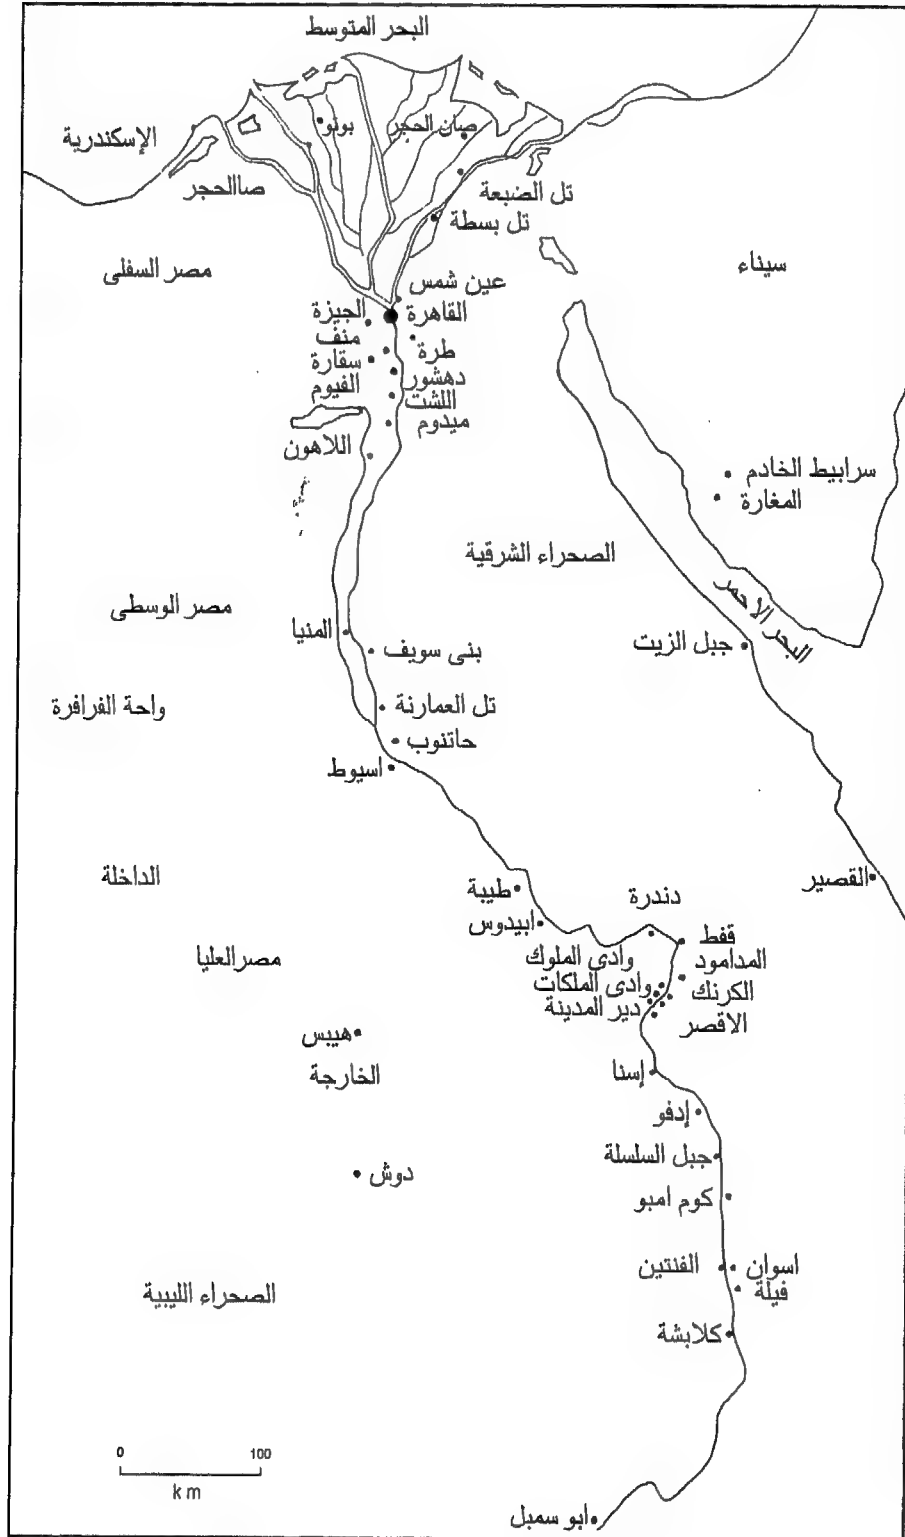 البحر المتوسط
الإسكندرية
بوتو
صان الحجر
صاالحجر
تل الضبعة
تل بسطة
سيناء
مصر السفلى
عين شمس
القاهرة
الجيزة
منف
طرة
سقارة
دهشور
الفيوم
اللشت
ميدوم
اللاهون
سرابيط الخادم
المغارة
الصحراء الشرقية
البحر الاحمر
مصر الوسطى
المنيا
بنى سويف
جبل الزيت
واحة الفرافرة
تل العمارنة
حاتنوب
اسيوط
الداخلة
القصير
طيبة
دندرة
ابيدوس
قفط
وادى الملوك
المدامود
مصرالعليا
وادى الملكات
الكرنك
دير المدينة
الاقصر
هيبس
الخارجة
إسنا
إدفو
جبل السلسلة
دوش
كوم امبو
الفنتين
اسوان
فيلة
الصحراء الليبية
كلابشة
0 100
km
ابو سمبل